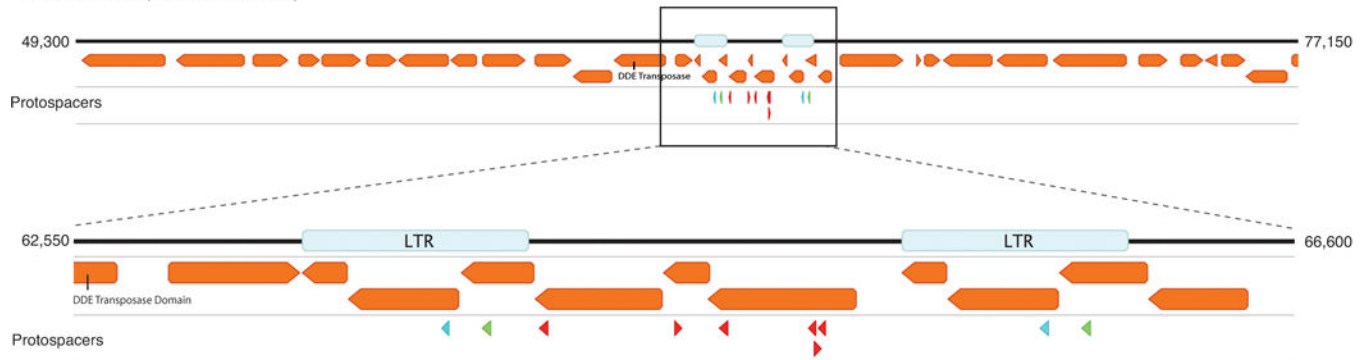 49,300
77,150
DDE Transposase
Protospacers
62,550
LTR
LTR
66,600
DDE Transposase Domain
Protospacers